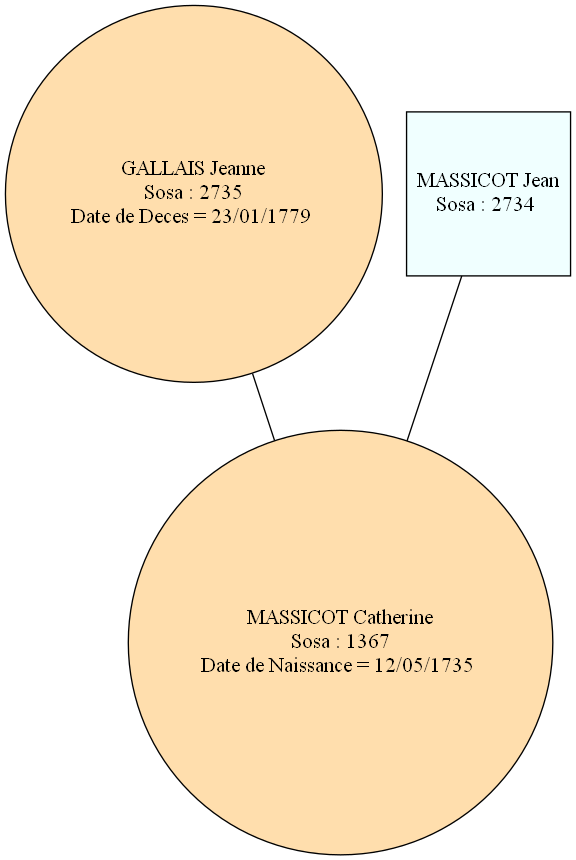 GALLAIS Jeanne
Sosa : 2735
Date de Deces = 23/01/1779
MASSICOT Jean
Sosa : 2734
MASSICOT Catherine
Sosa : 1367
Date de Naissance = 12/05/1735